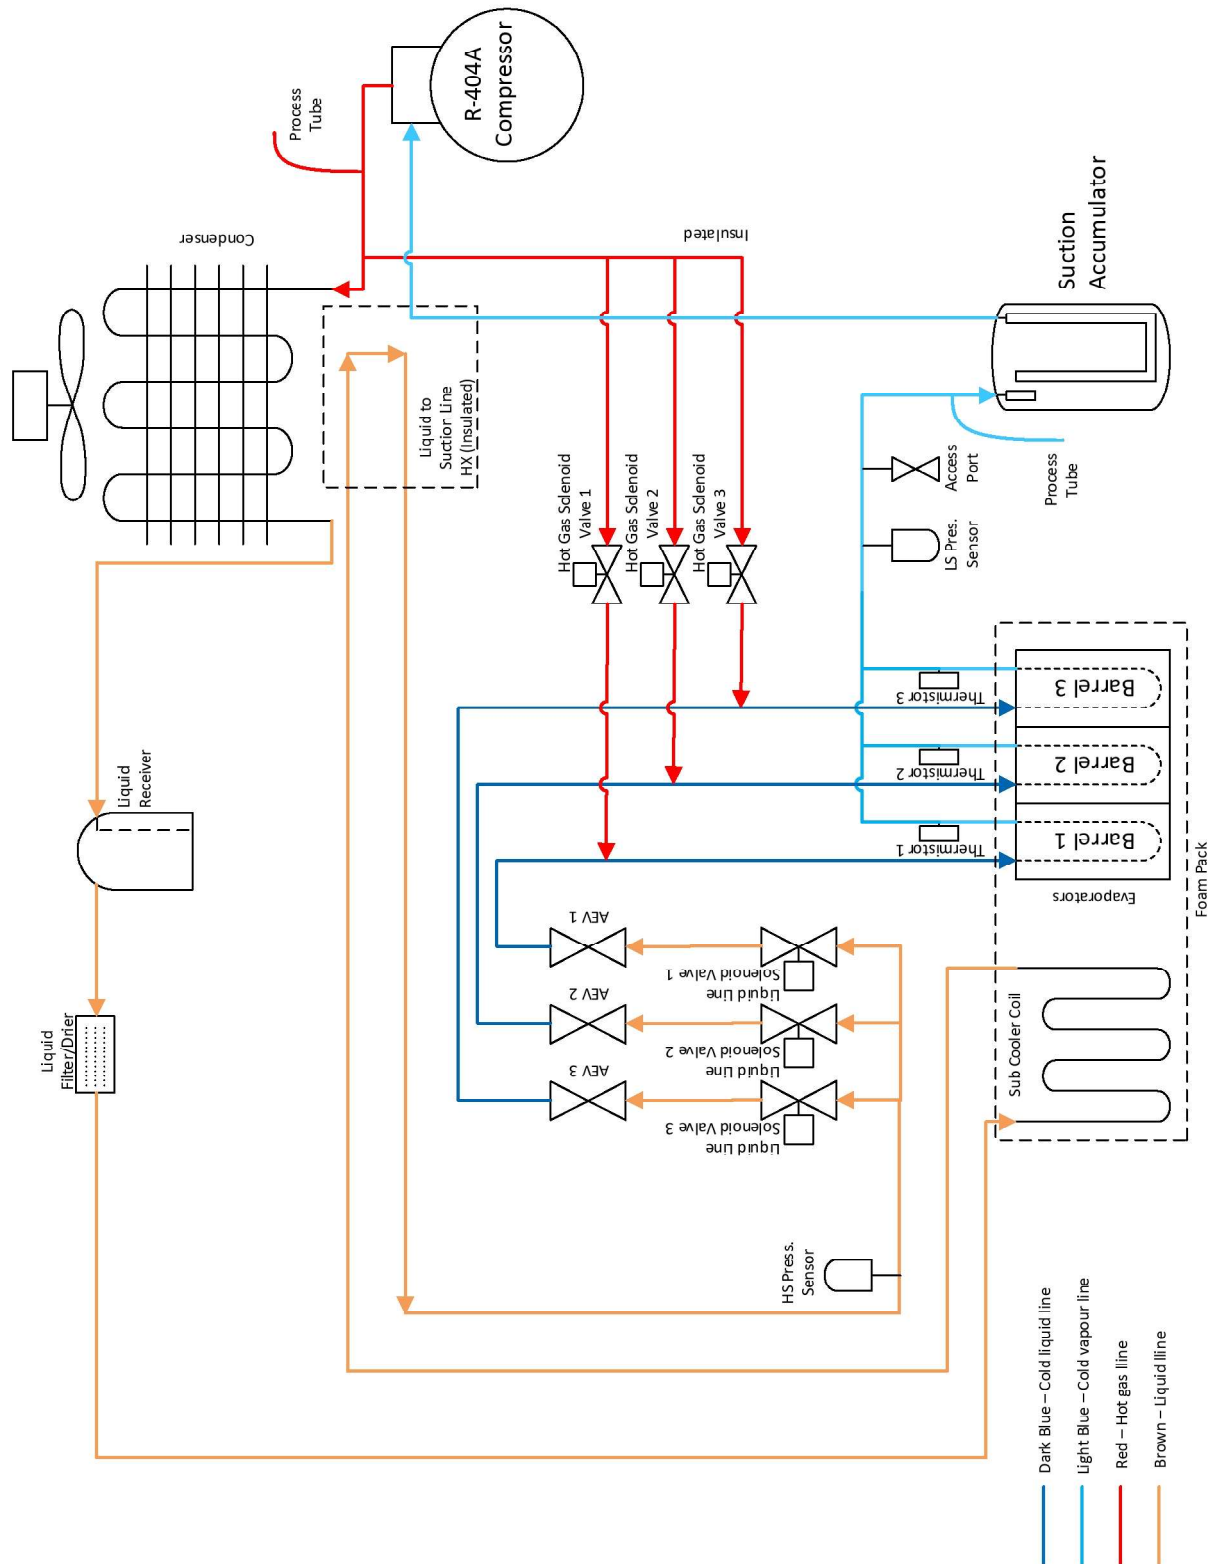 R-404A
Compressor
Process
Tube
Condenser
Insulated
Suction
Accumulator
Liquid to
Suction Line
HX (Insulated)
Hot Gas Solenoid
Valve 1
Hot Gas Solenoid
Valve 2
Hot Gas Solenoid
Valve 3
Access
Port
Process
Tube
LS Pres.
Sensor
Liquid
Receiver
Thermistor 3
Thermistor 2
Thermistor 1
Barrel 3
Barrel 2
Barrel 1
Evaporators
Foam Pack
Liquid
Filter/Drier
AEV 1
AEV 2
AEV 3
Liquid Line
Solenoid Valve 1
Liquid Line
Solenoid Valve 2
Liquid Line
Solenoid Valve 3
Sub Cooler Coil
HS Press.
Sensor
Dark Blue – Cold liquid line
Light Blue – Cold vapour line
Red – Hot gas lline
Brown – Liquid lline